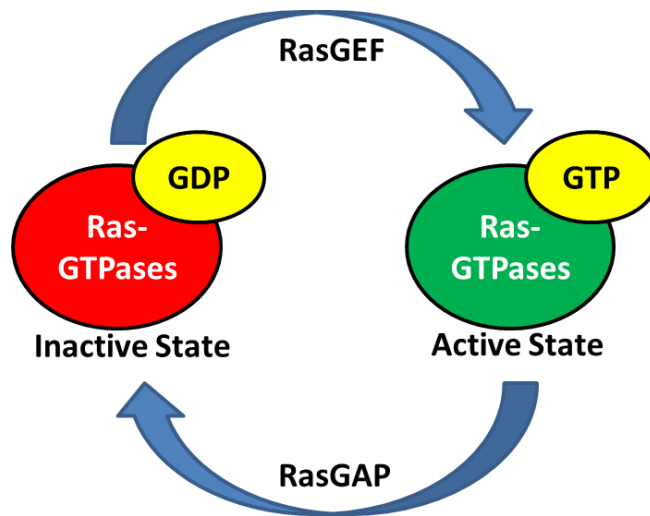 RasGEF
GDP
Ras-
GTPases
Inactive State
GTP
Ras-
GTPases
Active State
RasGAP